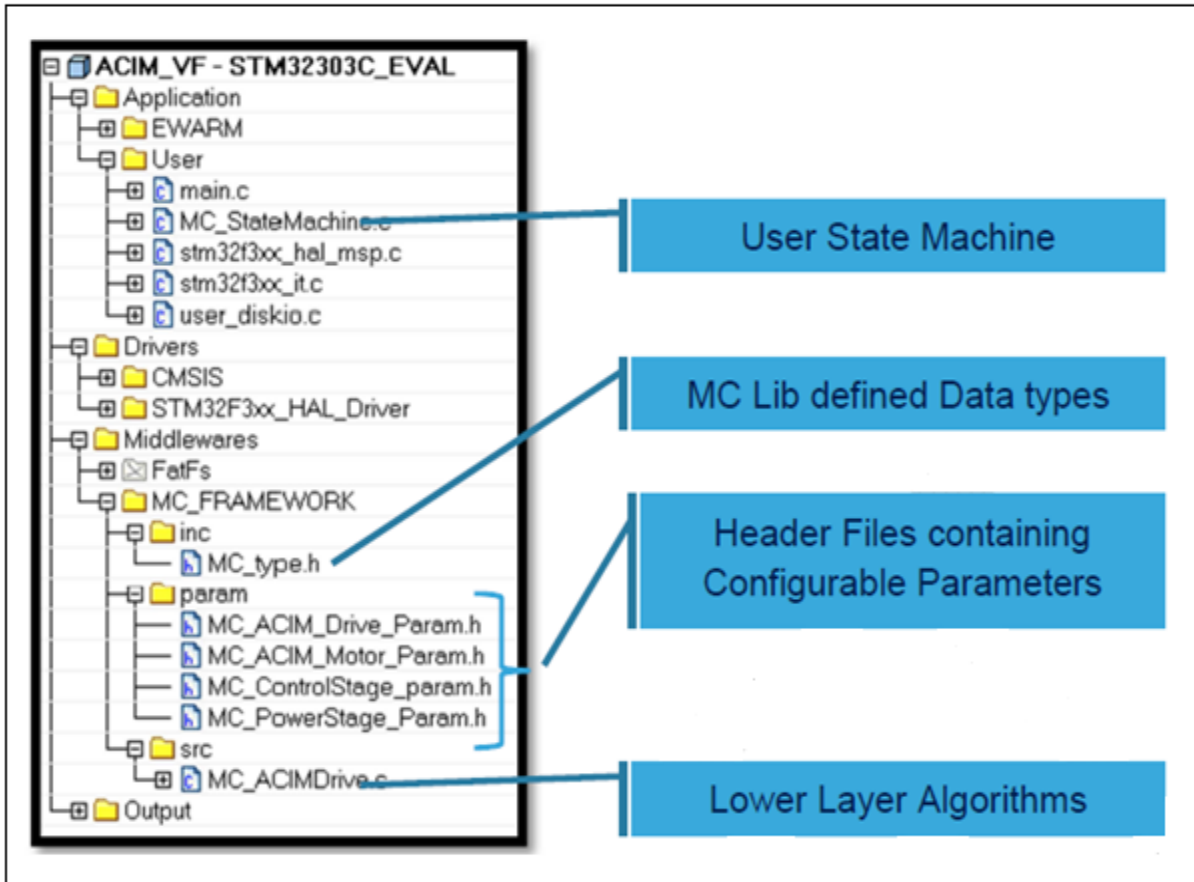 ACIM_VF - STM32303C_EVAL
Application
EWARM
User
main.c
MC_StateMachine.c
stm32f3xx_hal_msp.c
stm32f3xx_it.c
user_diskio.c
Drivers
CMSIS
STM32F3xx_HAL_Driver
Middlewares
FatFs
MC_FRAMEWORK
inc
MC_type.h
param
MC_ACIM_Drive_Param.h
MC_ACIM_Motor_Param.h
MC_ControlStage_param.h
MC_PowerStage_Param.h
src
MC_ACIMDrive.c
Output
User State Machine
MC Lib defined Data types
Header Files containing
Configurable Parameters
Lower Layer Algorithms